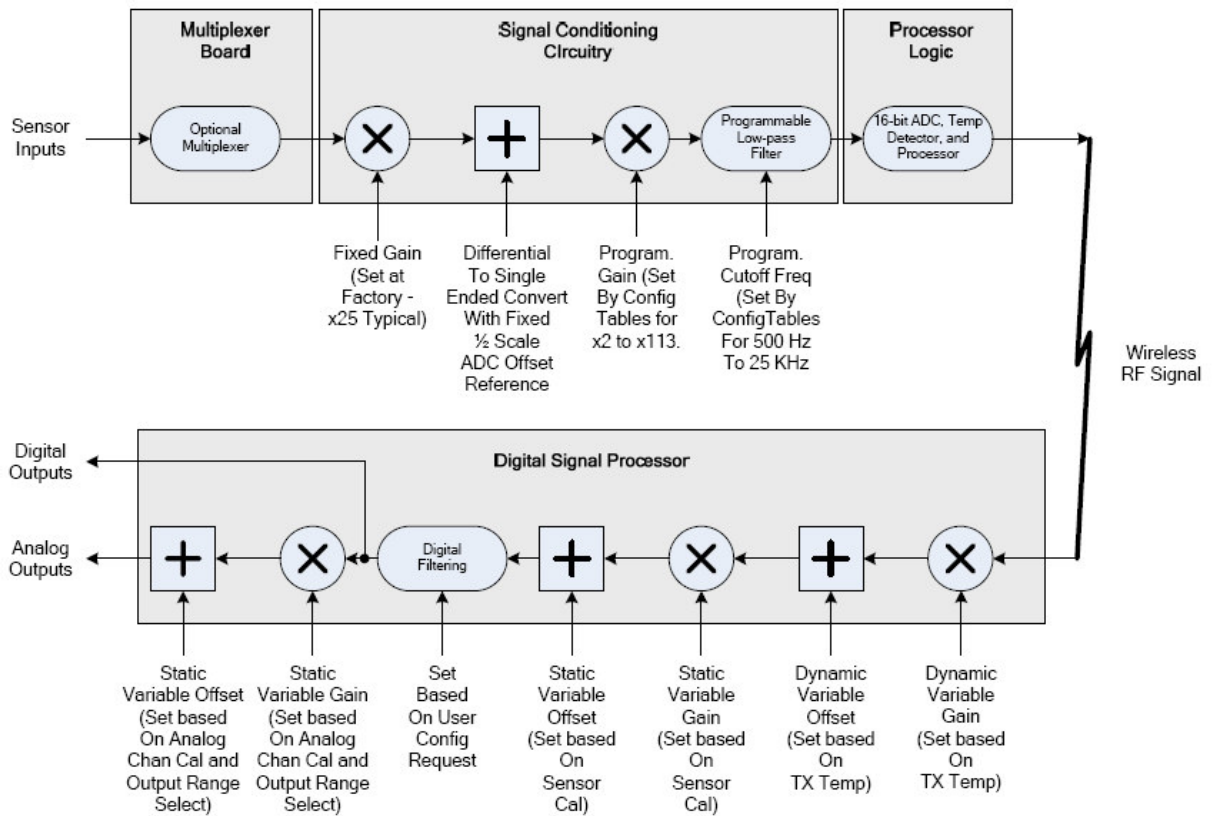 Multiplexer
Board
Signal Conditioning
CIrcuitry
Processor
Logic
Sensor
Inputs
Optional
Multiplexer
Programmable
Low-pass
Filter
16-bit ADC, Temp
Detector, and
Processor
Fixed Gain
(Set at
Factory -
x25 Typical)
Differential
To Single
Ended Convert
With Fixed
½ Scale
ADC Offset
Reference
Program.
Gain (Set
By Config
Tables for
x2 to x113.
Program.
Cutoff Freq
(Set By
ConfigTables
For 500 Hz
To 25 KHz
Wireless
RF Signal
Digital Signal Processor
Digital
Outputs
Analog
Outputs
Digital
Filtering
Static
Variable Offset
(Set based
On Analog
Chan Cal and
Output Range
Select)
Static
Variable Gain
(Set based
On Analog
Chan Cal and
Output Range
Select)
Set
Based
On User
Config
Request
Static
Variable
Offset
(Set based
On
Sensor
Cal)
Static
Variable
Gain
(Set based
On
Sensor
Cal)
Dynamic
Variable
Offset
(Set based
On
TX Temp)
Dynamic
Variable
Gain
(Set based
On
TX Temp)